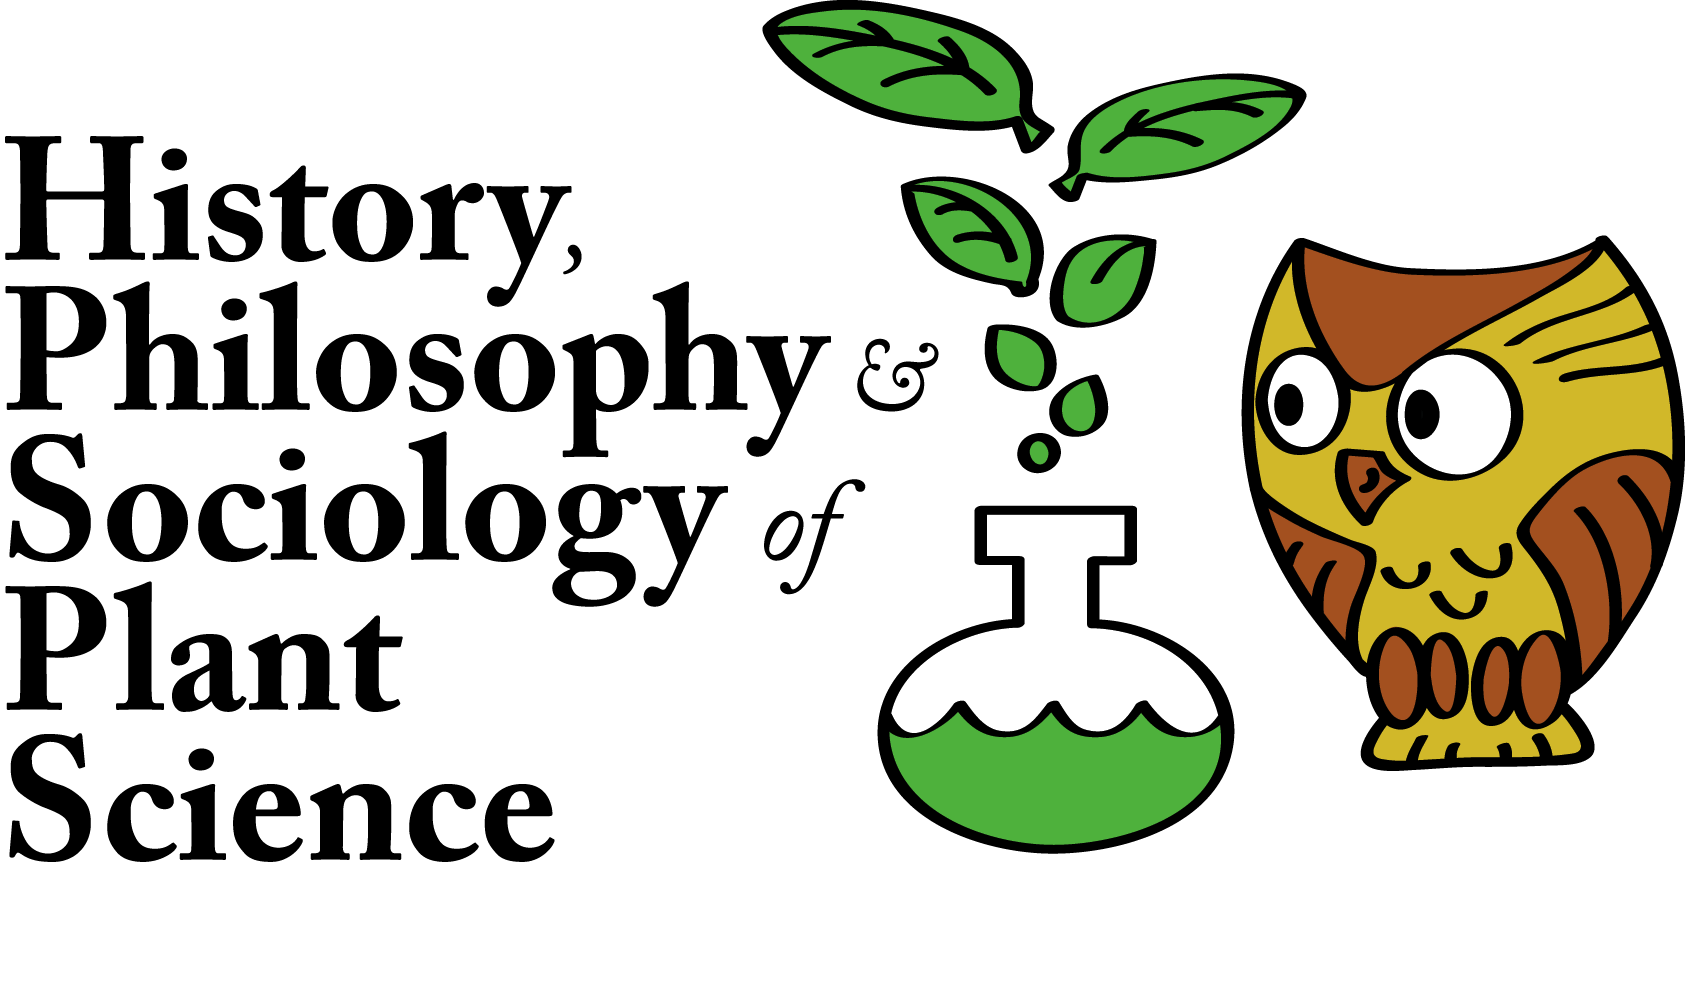 History,
Philosophy &
Sociology of
Plant
Science